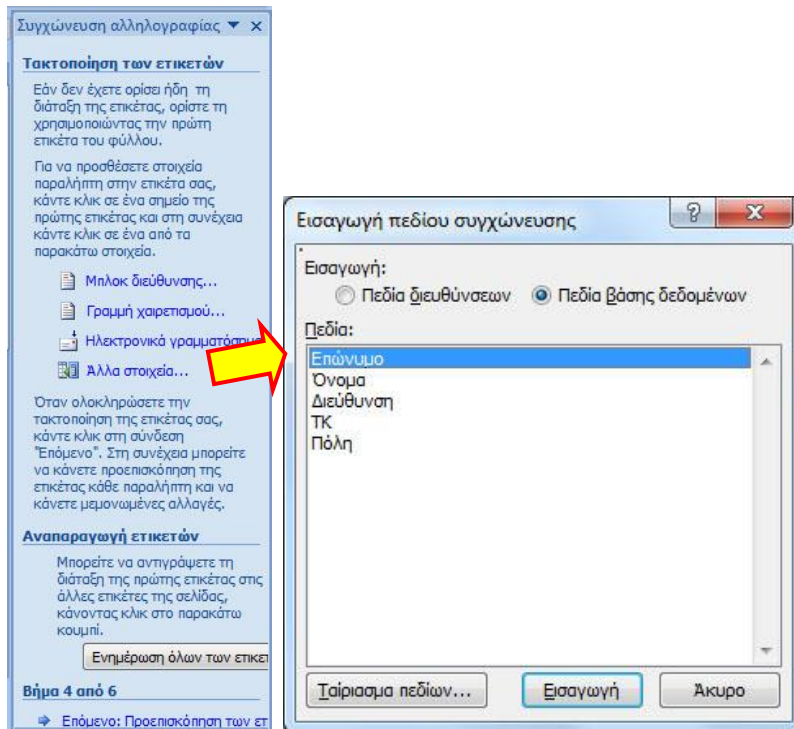 Συγχώνευση αλληλογραφίας
Τακτοποίηση των ετικετών
Εάν δεν έχετε ορίσει ήδη τη
διάταξη της ετικέτας, ορίστε τη
χρησιμοποιώντας την πρώτη
ετικέτα του φύλλου.
Για να προσθέσετε στοιχεία
παραλήπτη στην ετικέτα σας,
κάντε κλικ σε ένα σημείο της
πρώτης ετικέτας και στη συνέχεια
κάντε κλικ σε ένα από τα
παρακάτω στοιχεία.
Μπλοκ διεύθυνσης...
Γραμμή χαιρετισμού...
Ηλεκτρονικά γραμματόσημα
Άλλα στοιχεία...
Όταν ολοκληρώσετε την
τακτοποίηση της ετικέτας σας,
κάντε κλικ στη σύνδεση
"Επόμενο". Στη συνέχεια μπορείτε
να κάνετε προεπισκόπηση της
ετικέτας κάθε παραλήπτη και να
κάνετε μεμονωμένες αλλαγές.
Αναπαραγωγή ετικετών
Μπορείτε να αντιγράψετε τη
διάταξη της πρώτης ετικέτας στις
άλλες ετικέτες της σελίδας,
κάνοντας κλικ στο παρακάτω
κουμπί.
Ενημέρωση όλων των ετικετ
Βήμα 4 από 6
Επόμενο: Προεπισκόπηση των ετ
Εισαγωγή πεδίου συγχώνευσης
Εισαγωγή:
Πεδία διευθύνσεων Πεδία βάσης δεδομένων
Πεδία:
Επώνυμο
Όνομα
Διεύθυνση
ΤΚ
Πόλη
Ταίριασμα πεδίων... Εισαγωγή Άκυρο